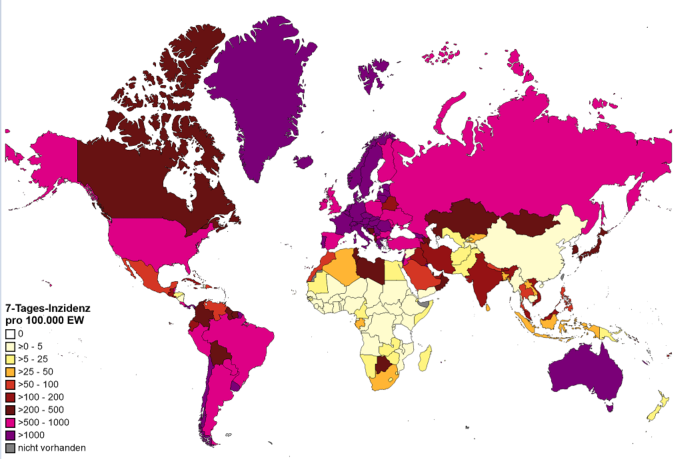 7-Tages-Inzidenz
pro 100.000 EW
0
>0 - 5
>5 - 25
>25 - 50
>50 - 100
>100 - 200
>200 - 500
>500 - 1000
>1000
nicht vorhanden